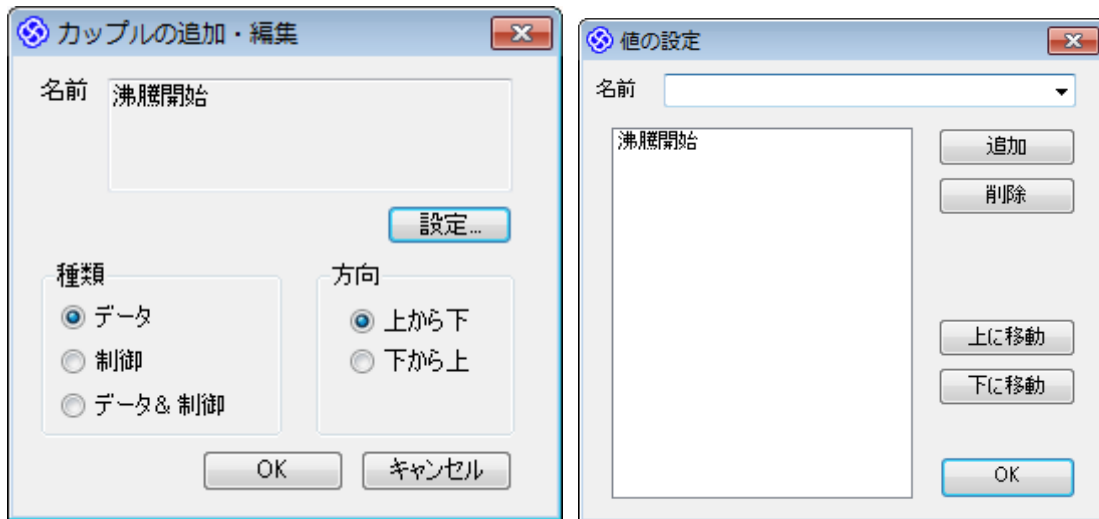 カップルの追加・編集
名前
沸騰開始
設定...
種類
データ
制御
データ& 制御
方向
上から下
下から上
OK
キャンセル
値の設定
名前
沸騰開始
追加
削除
上に移動
下に移動
OK